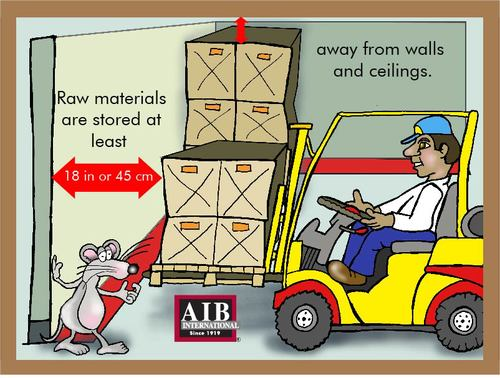 Raw materials
are stored at
least
18 in or 45 cm
away from walls
and ceilings.
AIB
INTERNATIONAL
Since 1919
®